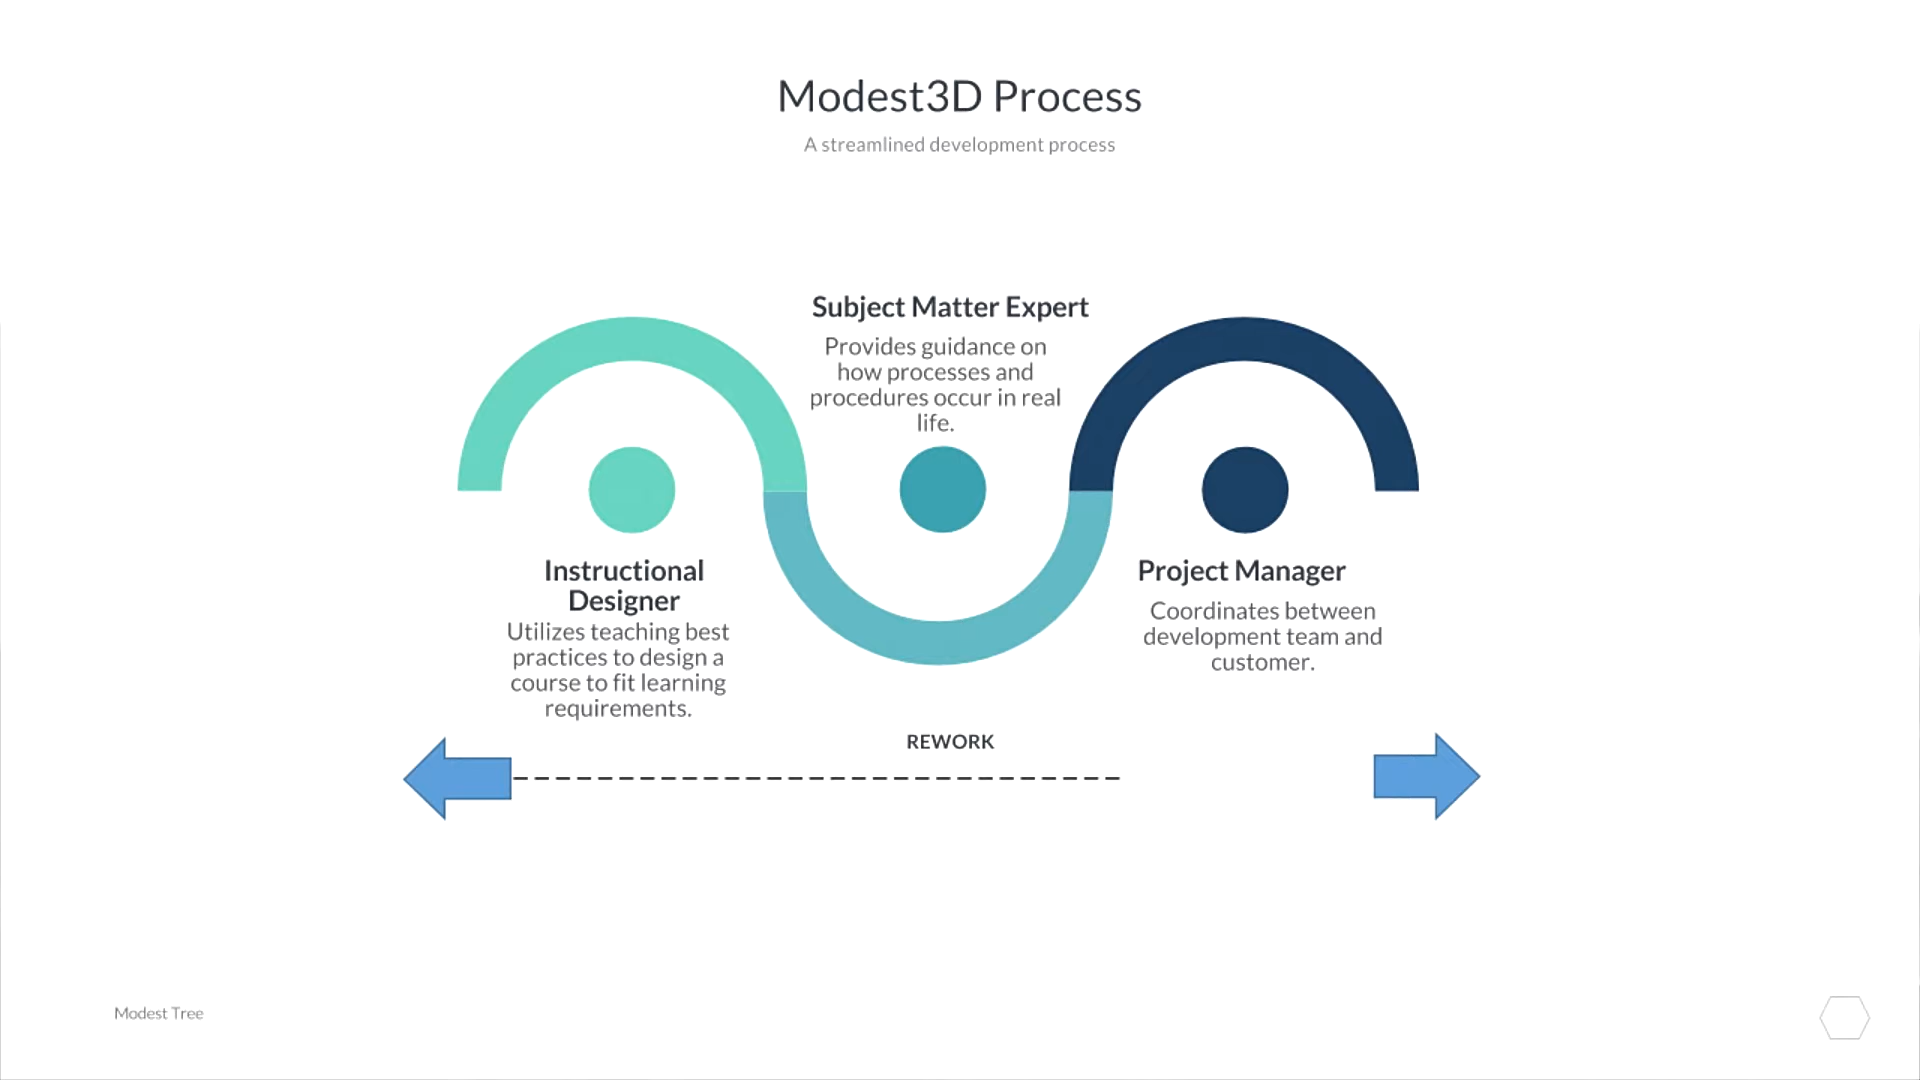 Modest3D Process
A streamlined development process
Subject Matter Expert
Provides guidance on
how processes and
procedures occur in real
life.
Instructional
Designer
Utilizes teaching best
practices to design a
course to fit learning
requirements.
Project Manager
Coordinates between
development team and
customer.
REWORK
Modest Tree